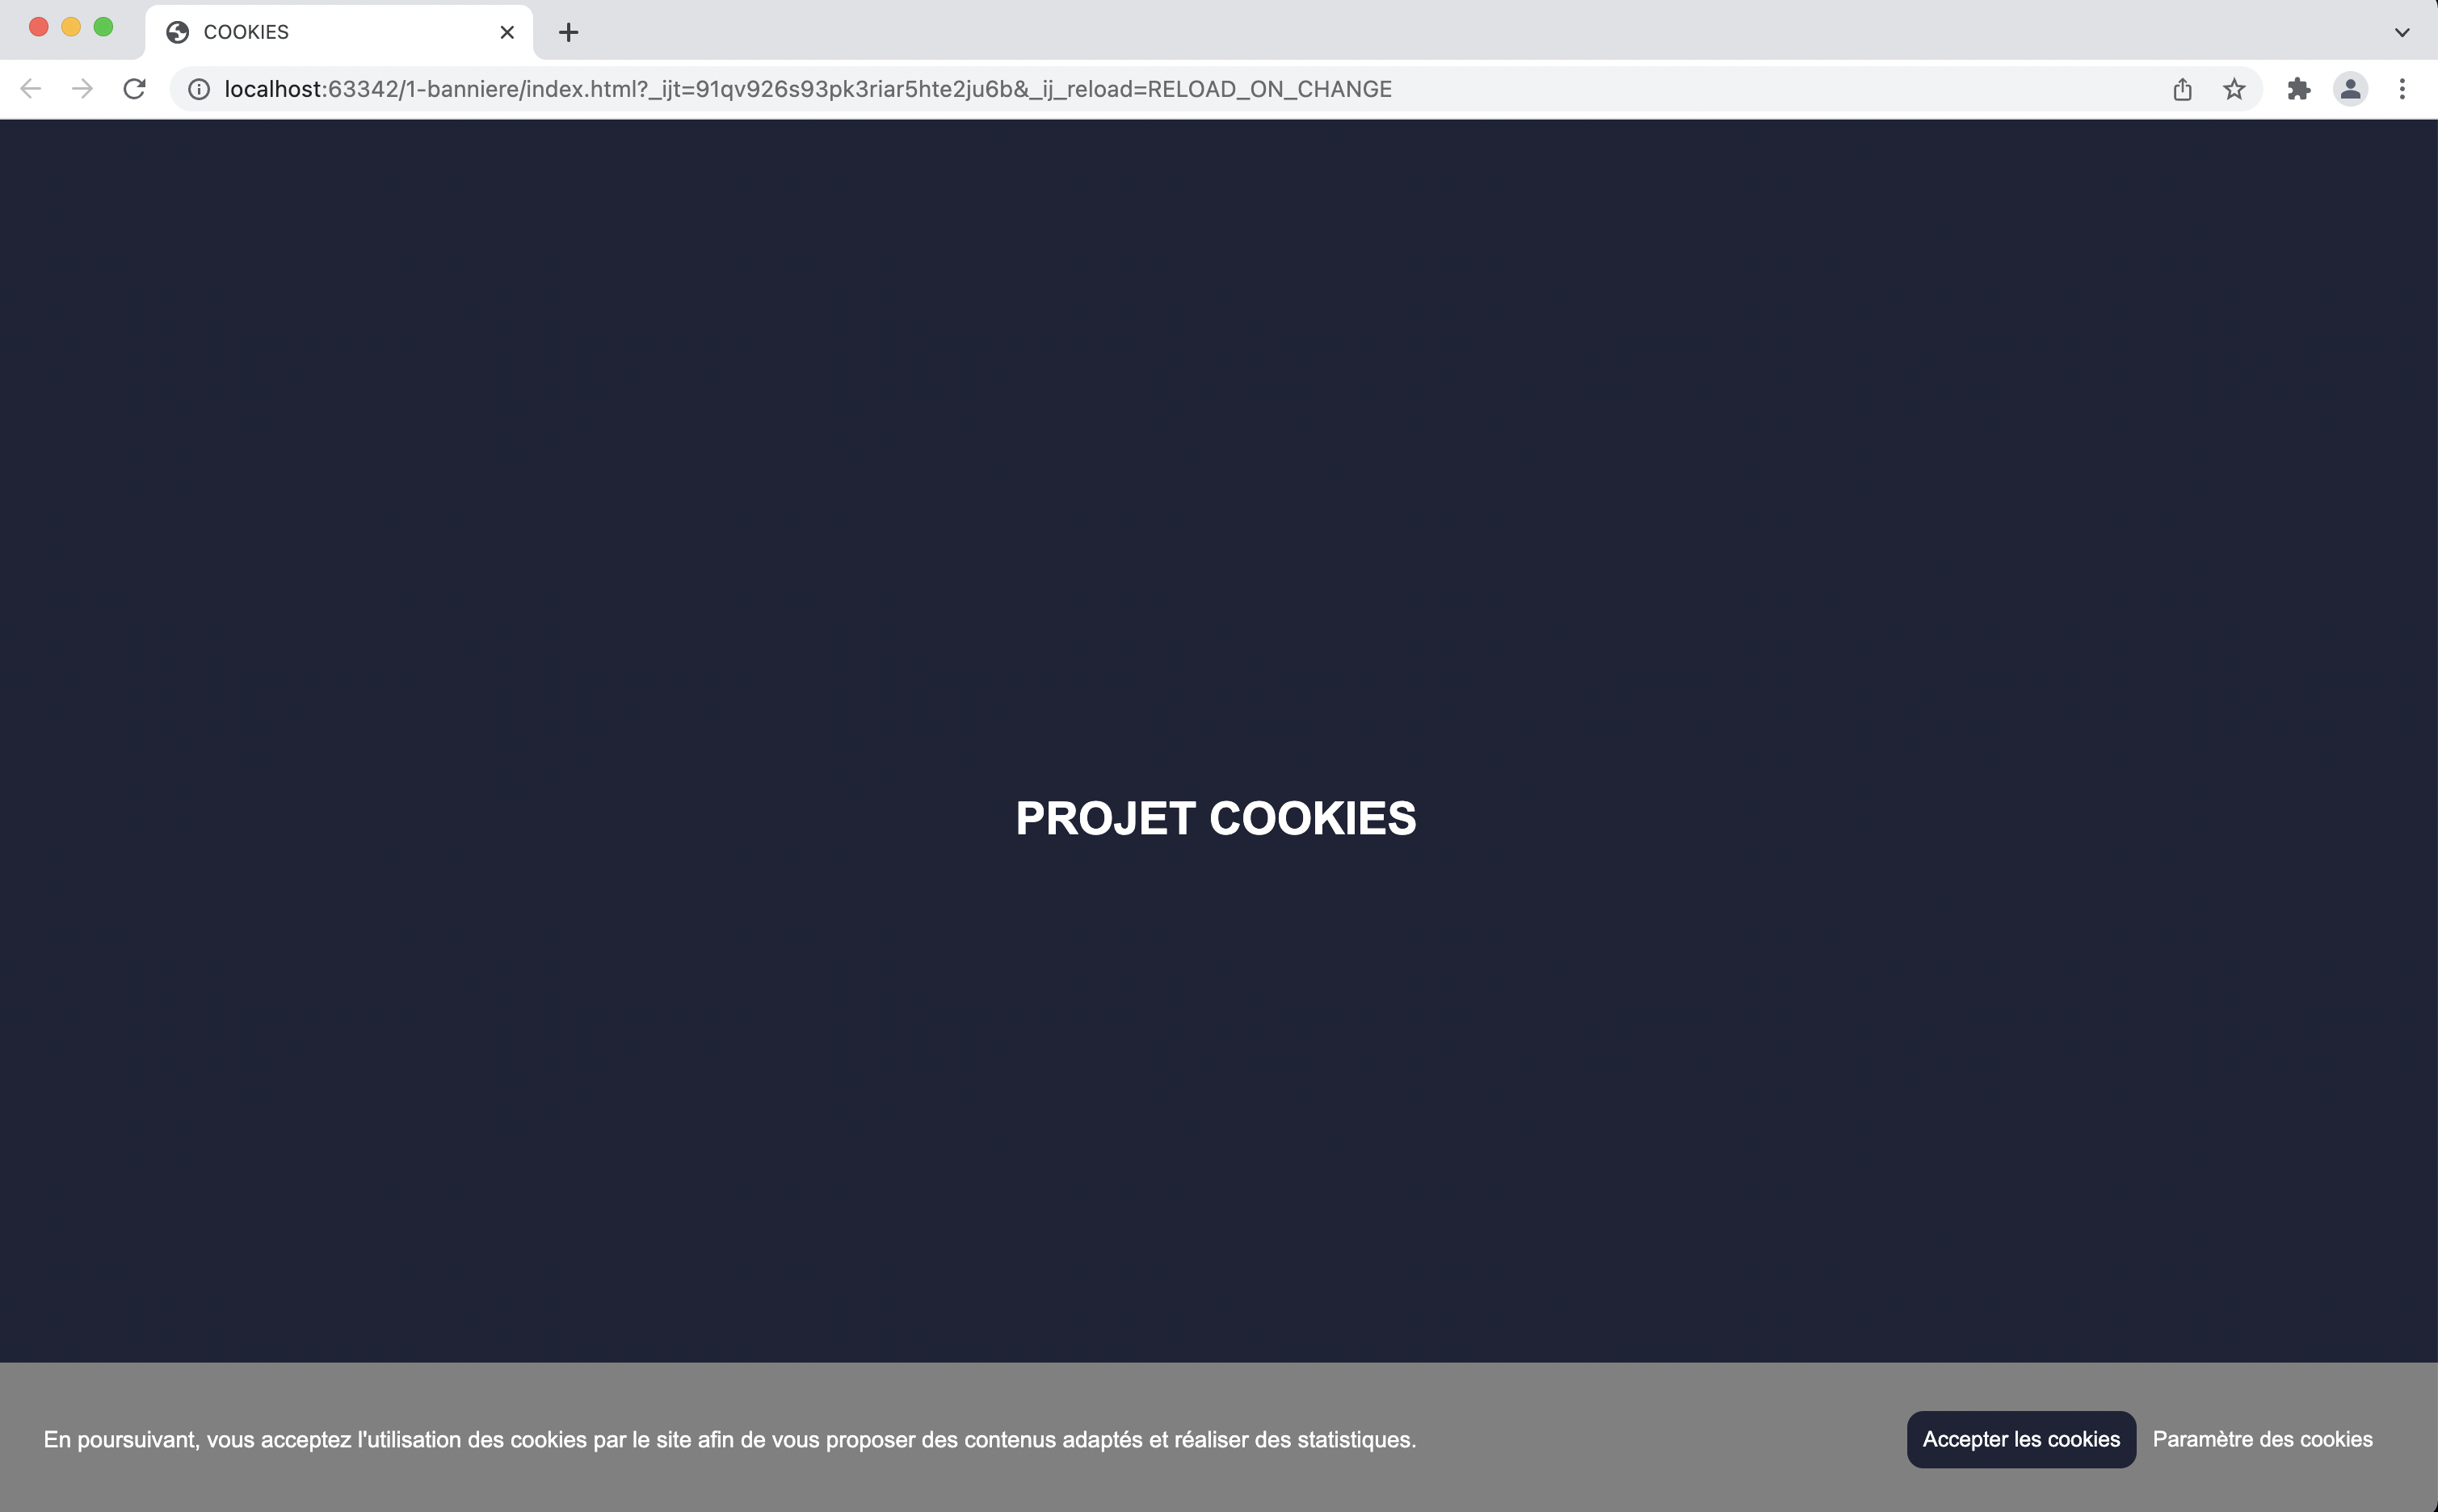 COOKIES
localhost:63342/1-banniere/index.html?_ijt=91qv926s93pk3riar5hte2ju6b&_ij_reload=RELOAD_ON_CHANGE
PROJET COOKIES
En poursuivant, vous acceptez l'utilisation des cookies par le site afin de vous proposer des contenus adaptés et réaliser des statistiques.
Accepter les cookies
Paramètre des cookies